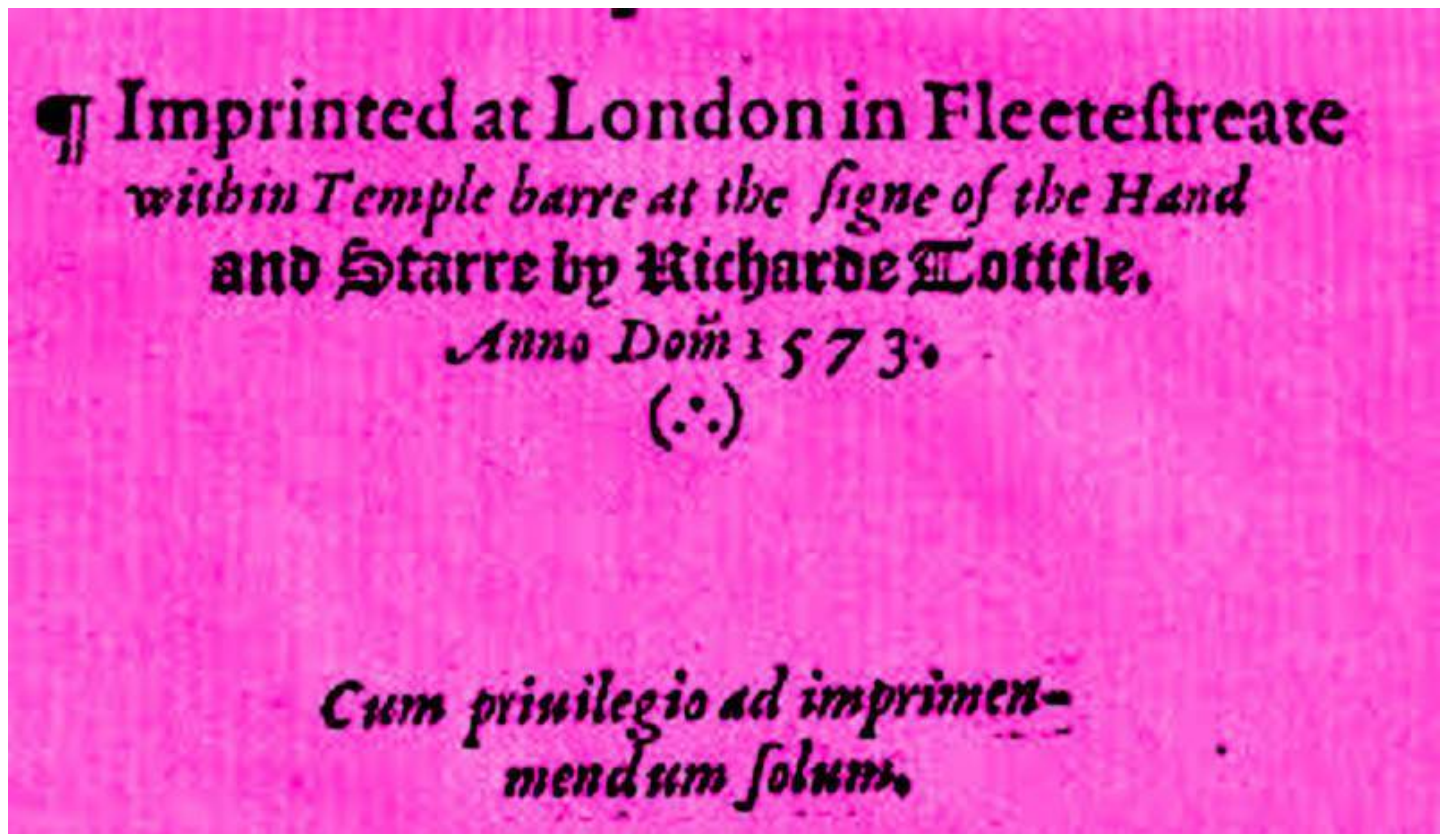 ¶ Imprinted at London in Fleeteſtreate
within Temple barre at the ſigne of the Hand
and Starre by Richarde Totttle.
Anno Dom̃ 1573.
(∴)
Cum priuilegio ad imprimen-
mendum ſolum.